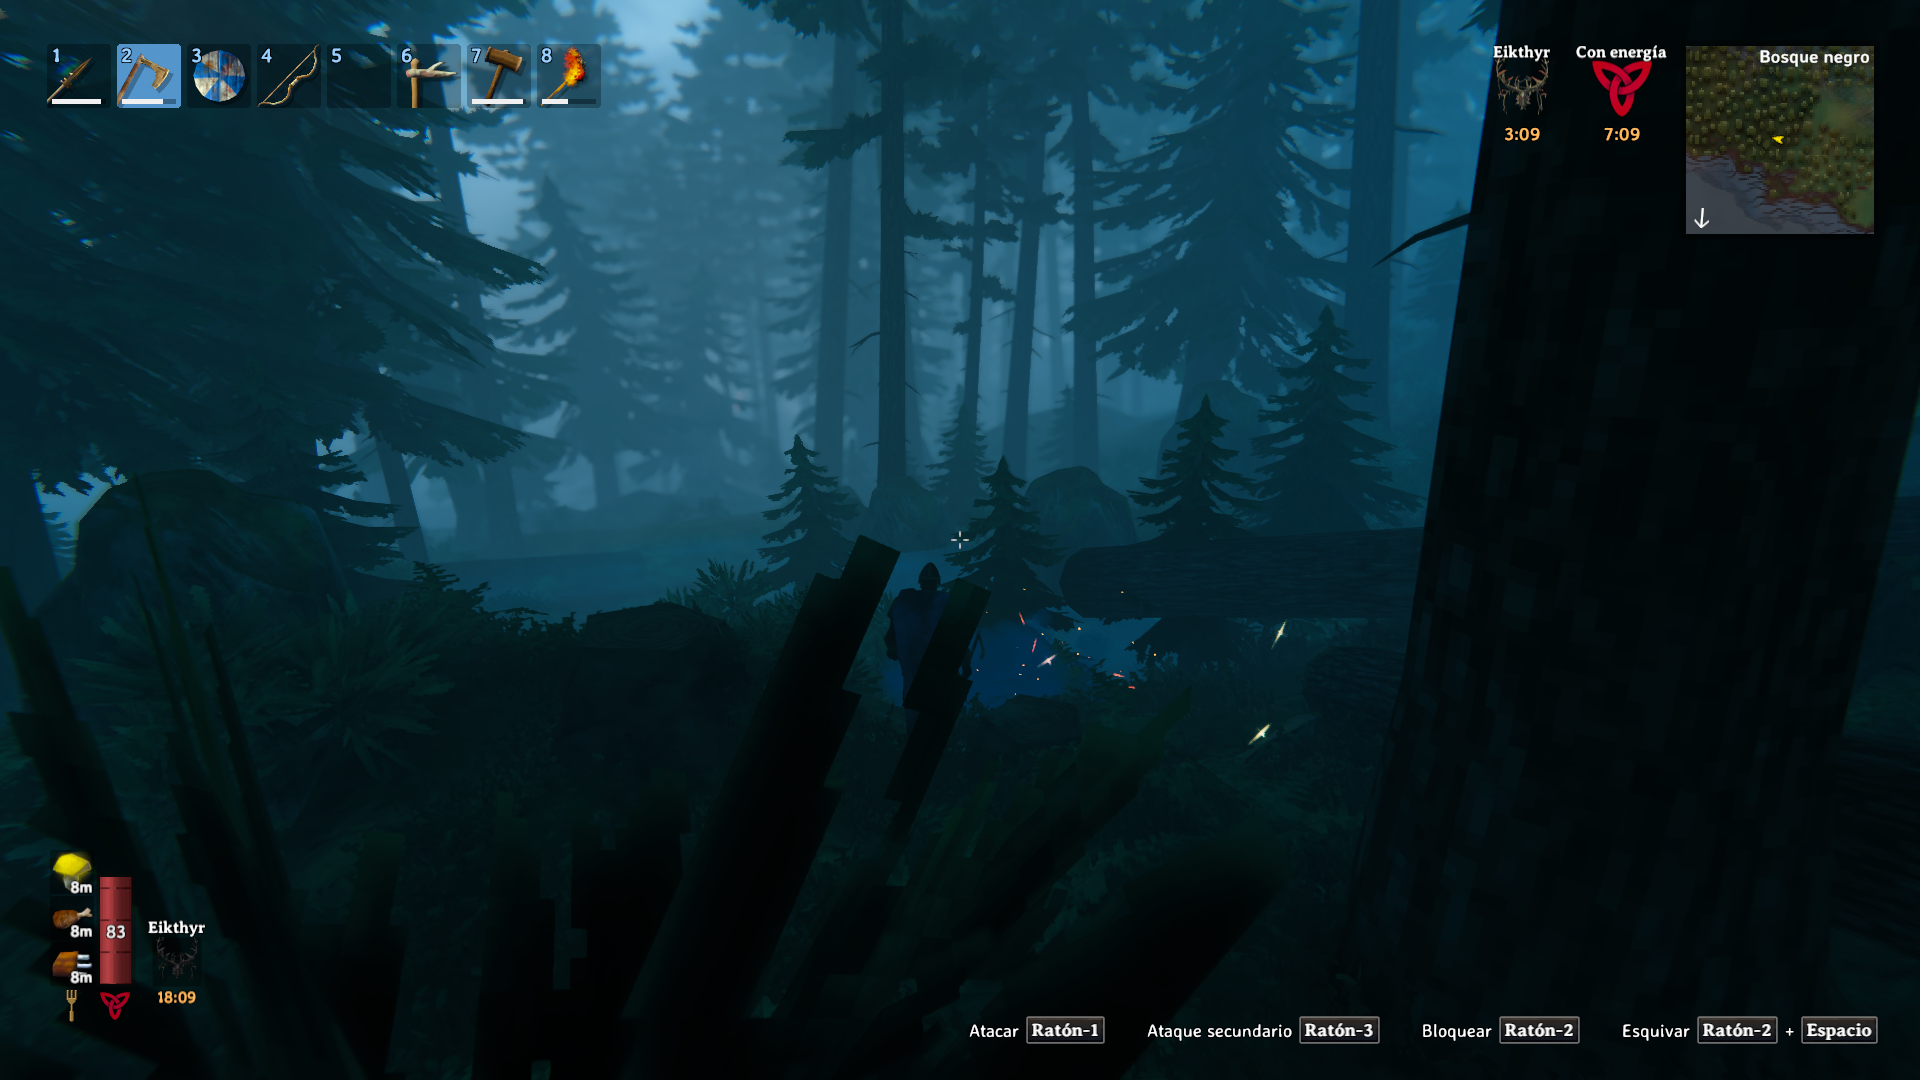 1 2 3 4 5 6 7 8
Eikthyr
3:09
Con energía
7:09
Bosque negro
8m
8m
8m
83
Eikthyr
18:09
Atacar Ratón-1 Ataque secundario Ratón-3 Bloquear Ratón-2 Esquivar Ratón-2 + Espacio